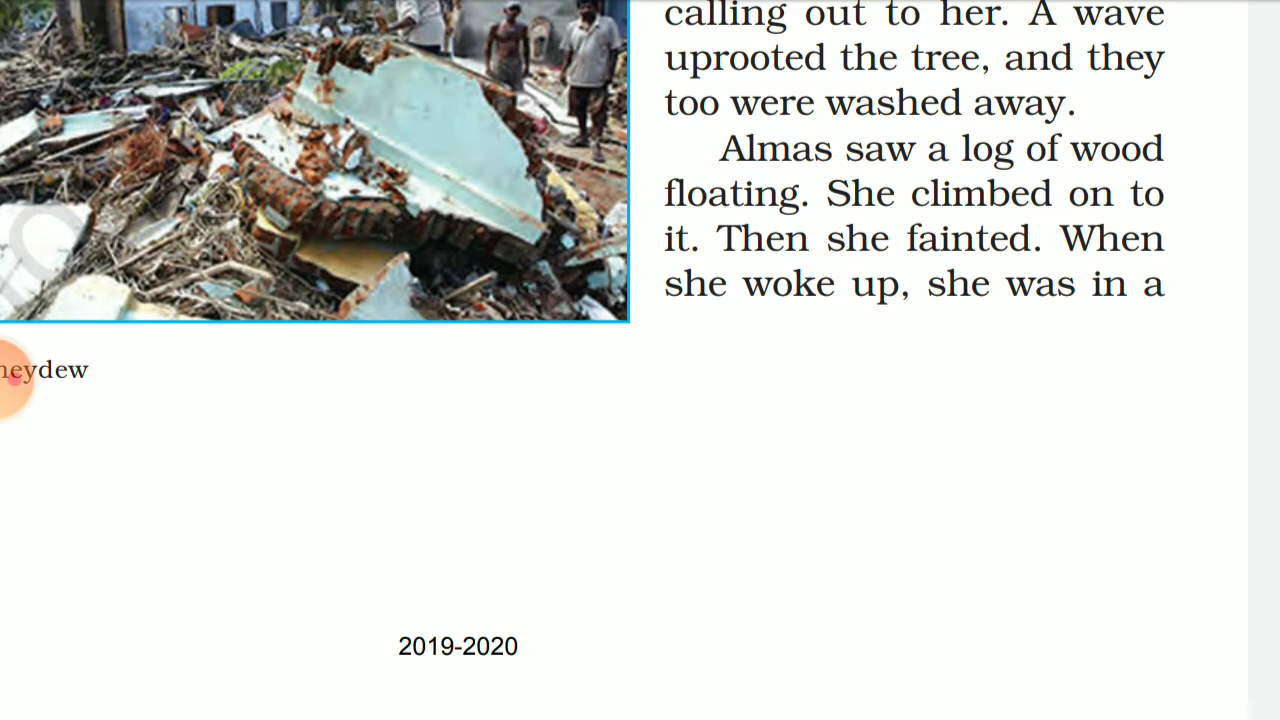 calling out to her. A wave
uprooted the tree, and they
too were washed away.
Almas saw a log of wood
floating. She climbed on to
it. Then she fainted. When
she woke up, she was in a
neydew
2019-2020